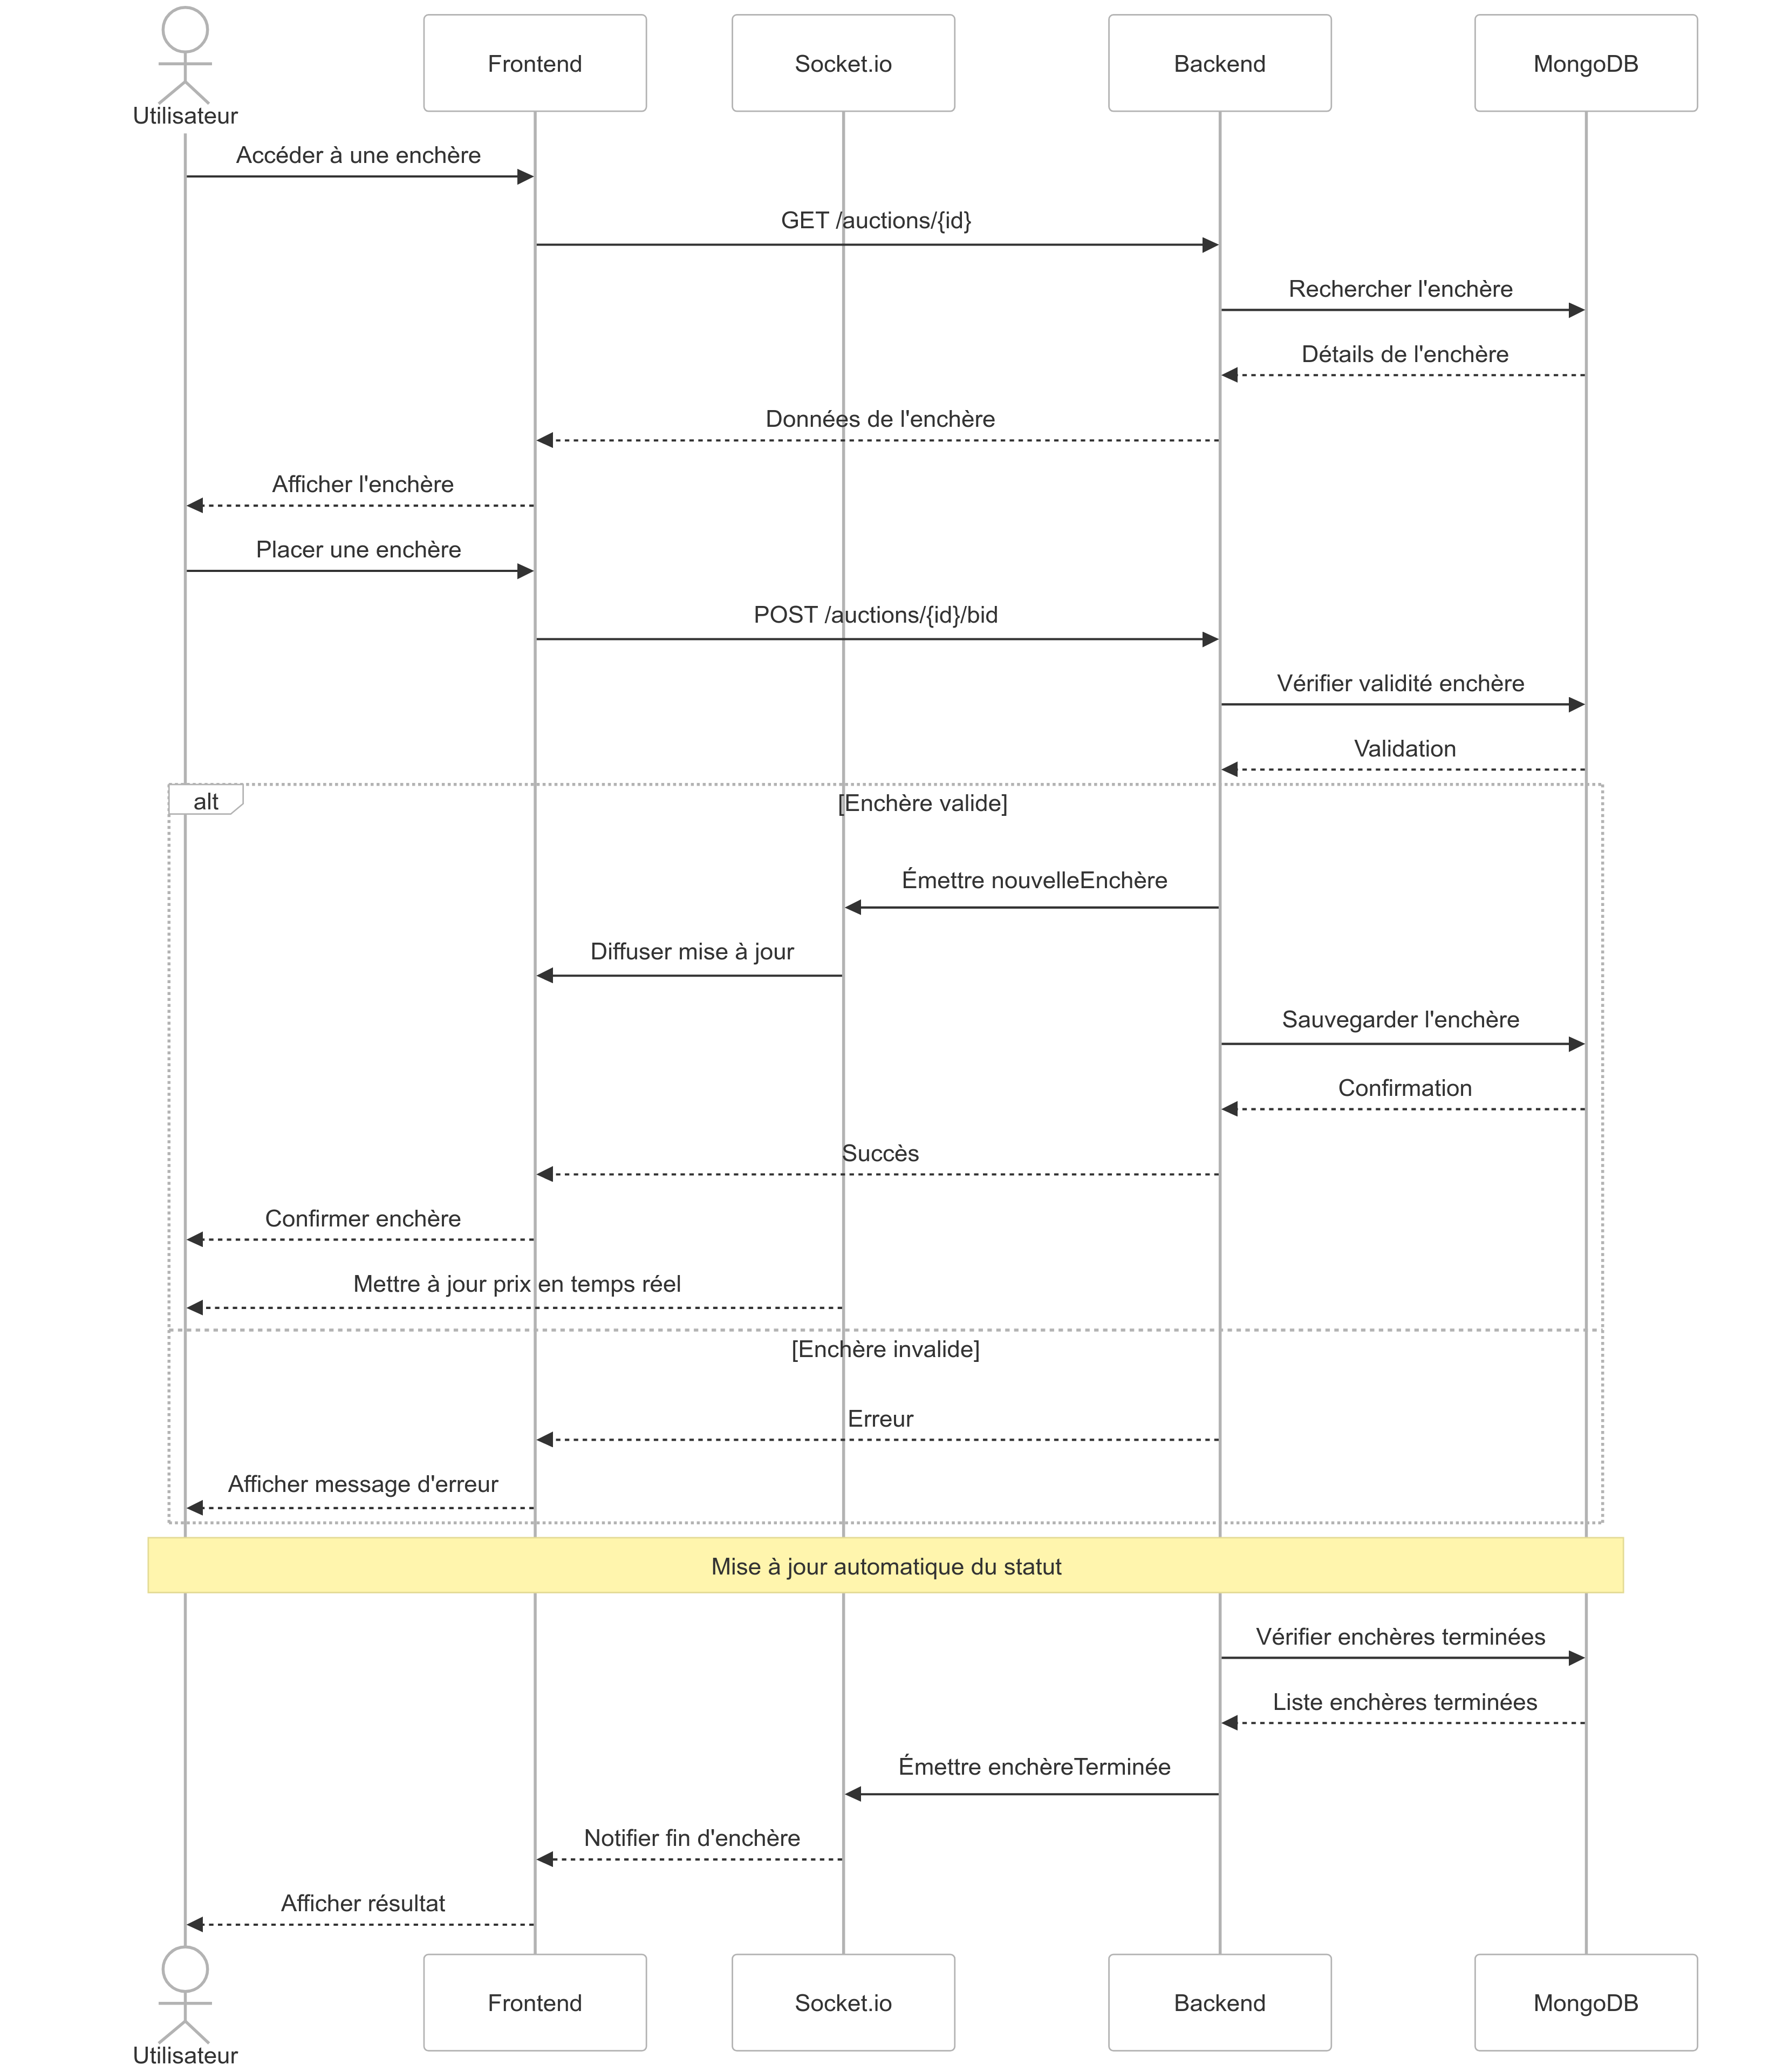 Utilisateur
Frontend
Socket.io
Backend
MongoDB
Accéder à une enchère
GET /auctions/{id}
Rechercher l'enchère
Détails de l'enchère
Données de l'enchère
Afficher l'enchère
Placer une enchère
POST /auctions/{id}/bid
Vérifier validité enchère
Validation
alt
[Enchère valide]
Émettre nouvelleEnchère
Diffuser mise à jour
Sauvegarder l'enchère
Confirmation
Succès
Confirmer enchère
Mettre à jour prix en temps réel
[Enchère invalide]
Erreur
Afficher message d'erreur
Mise à jour automatique du statut
Vérifier enchères terminées
Liste enchères terminées
Émettre enchèreTerminée
Notifier fin d'enchère
Afficher résultat
Utilisateur
Frontend
Socket.io
Backend
MongoDB